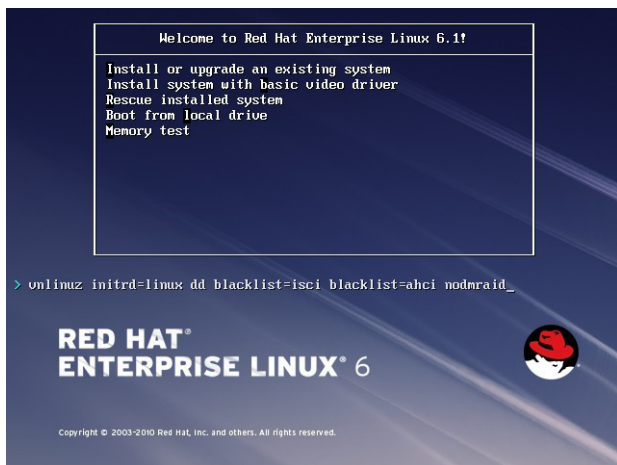 Welcome to Red Hat Enterprise Linux 6.1!
Install or upgrade an existing system
Install system with basic video driver
Rescue installed system
Boot from local drive
Memory test
> vmlinuz initrd=linux dd blacklist=isci blacklist=ahci nodmraid_
RED HAT®
ENTERPRISE LINUX® 6
Copyright © 2003-2010 Red Hat, Inc. and others. All rights reserved.